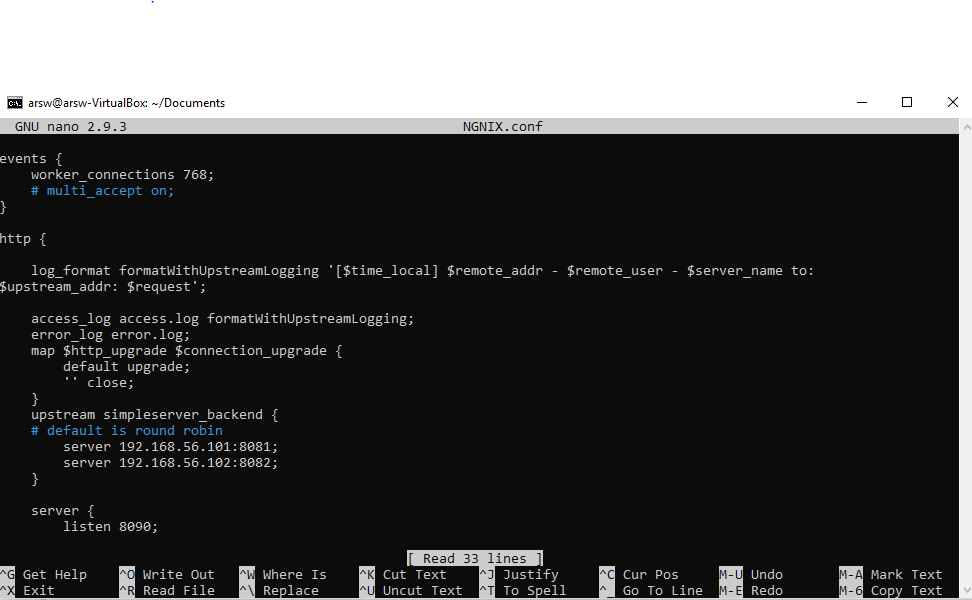 arsw@arsw-VirtualBox: ~/Documents
GNU nano 2.9.3 NGNIX.conf
events {
worker_connections 768;
# multi_accept on;
}
http {
log_format formatWithUpstreamLogging '[$time_local] $remote_addr - $remote_user - $server_name to:
$upstream_addr: $request';
access_log access.log formatWithUpstreamLogging;
error_log error.log;
map $http_upgrade $connection_upgrade {
default upgrade;
'' close;
}
upstream simpleserver_backend {
# default is round robin
server 192.168.56.101:8081;
server 192.168.56.102:8082;
}
server {
listen 8090;
[ Read 33 lines ]
^G Get Help ^O Write Out ^W Where Is ^K Cut Text ^J Justify ^C Cur Pos M-U Undo M-A Mark Text
^X Exit ^R Read File ^\ Replace ^U Uncut Text ^T To Spell ^_ Go To Line M-E Redo M-6 Copy Text